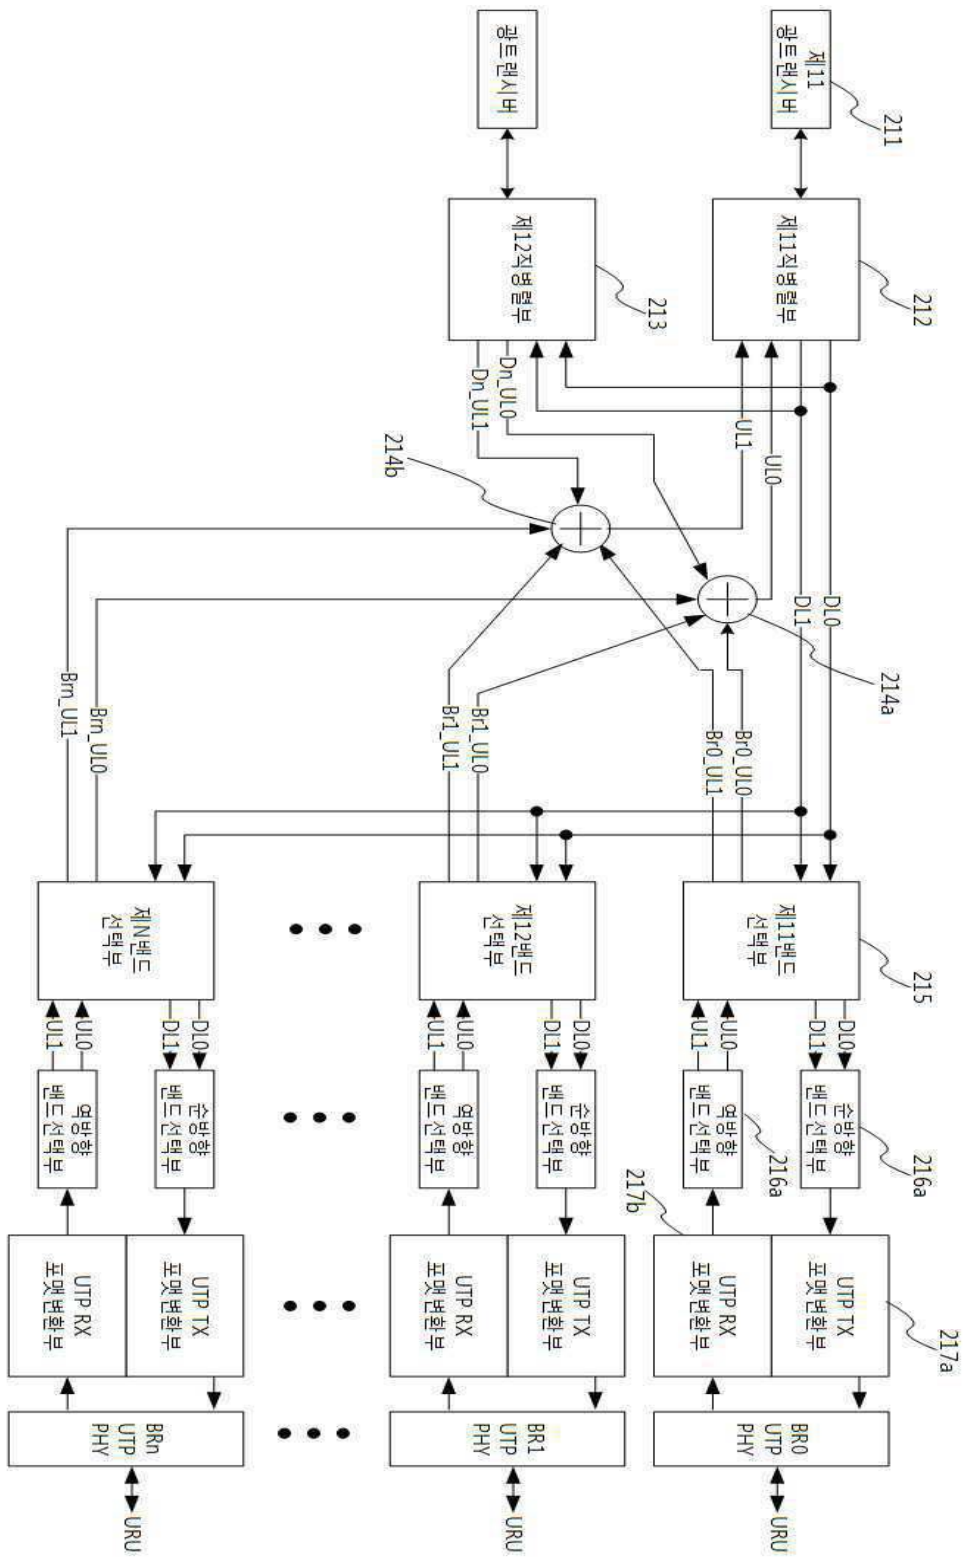 제11
광트랜시버
211
광트랜시버
제11직병렬부
212
제12직병렬부
213
DL0
DL1
UL0
UL1
Dn_UL0
Dn_UL1
214a
214b
Br0_UL0
Br0_UL1
Br1_UL0
Br1_UL1
Brn_UL0
Brn_UL1
제11밴드
선택부
215
제12밴드
선택부
제N밴드
선택부
DL0
DL1
UL0
UL1
DL0
DL1
UL0
UL1
DL0
DL1
UL0
UL1
순방향
밴드선택부
216a
역방향
밴드선택부
216a
순방향
밴드선택부
역방향
밴드선택부
순방향
밴드선택부
역방향
밴드선택부
UTP TX
포맷변환부
217a
UTP RX
포맷변환부
217b
UTP TX
포맷변환부
UTP RX
포맷변환부
UTP TX
포맷변환부
UTP RX
포맷변환부
BR0
UTP
PHY
URU
BR1
UTP
PHY
URU
BRn
UTP
PHY
URU